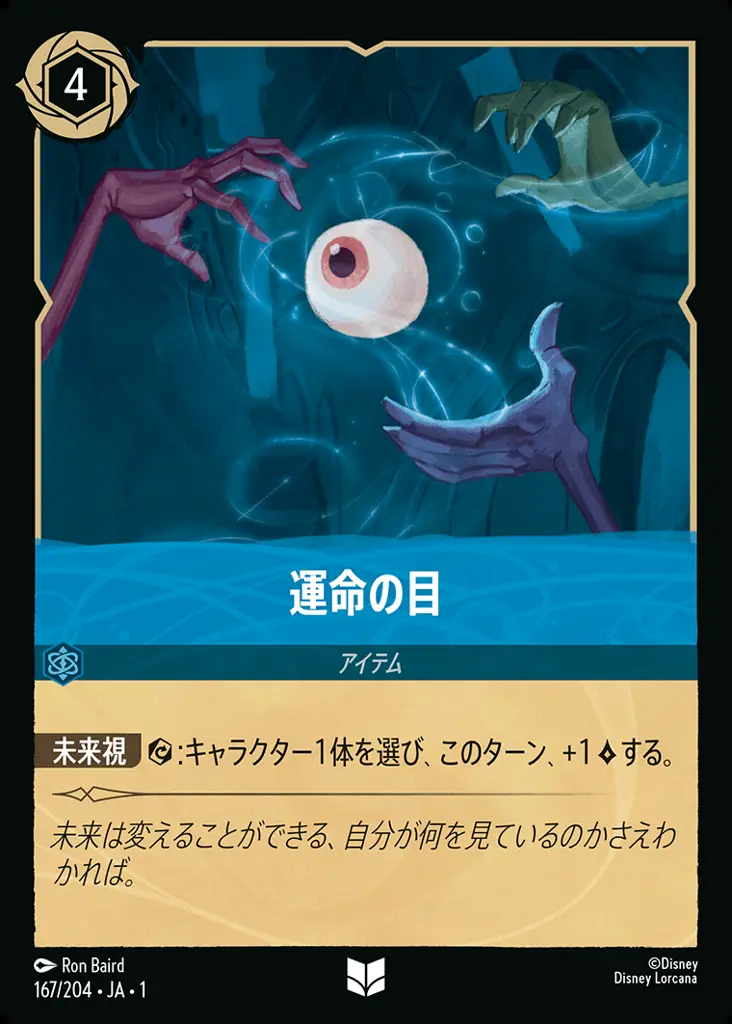 4
運命の目
アイテム
未来視 :キャラクター1体を選び、このターン、+1 する。
未来は変えることができる、自分が何を見ているのかさえわ
かれば。
Ron Baird
167/204 • JA • 1
©Disney
Disney Lorcana